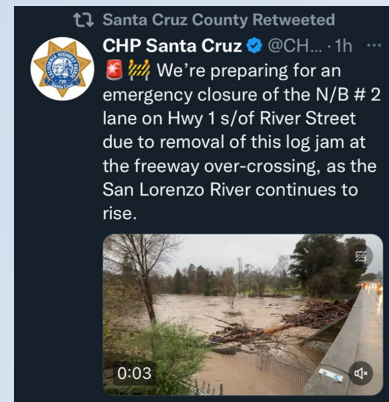 Santa Cruz County Retweeted
CHP Santa Cruz @CH... · 1h ...
🚨🚧 We're preparing for an
emergency closure of the N/B # 2
lane on Hwy 1 s/of River Street
due to removal of this log jam at
the freeway over-crossing, as the
San Lorenzo River continues to
rise.
0:03